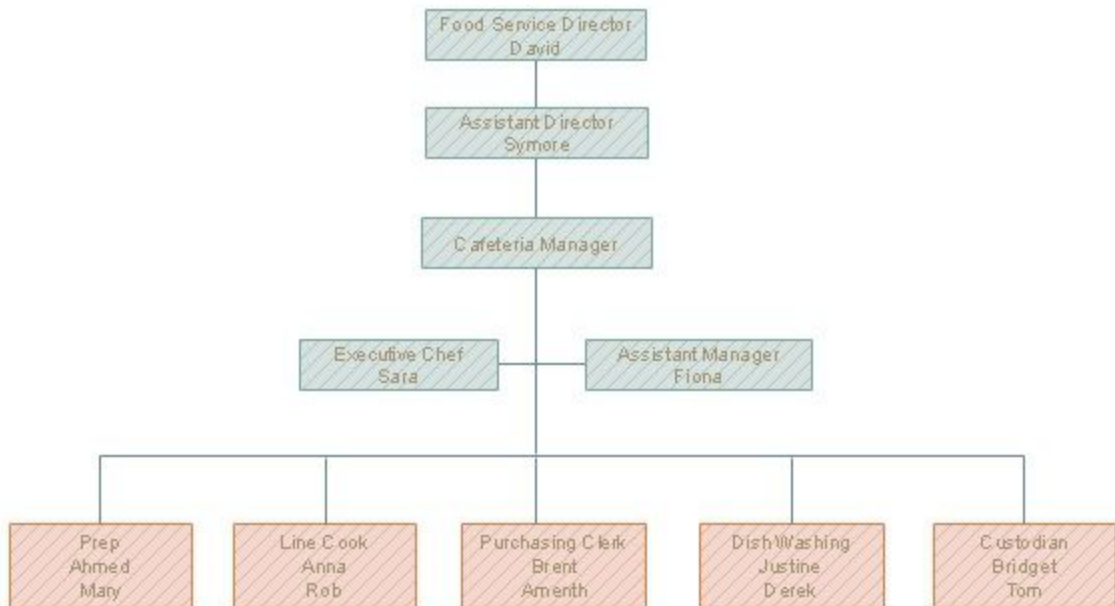 Food Service Director
David
Assistant Director
Symore
Cafeteria Manager
Executive Chef
Sara
Assistant Manager
Fiona
Prep
Ahmed
Mary
Line Cook
Anna
Rob
Purchasing Clerk
Brent
Amenth
Dish Washing
Justine
Derek
Custodian
Bridget
Tom